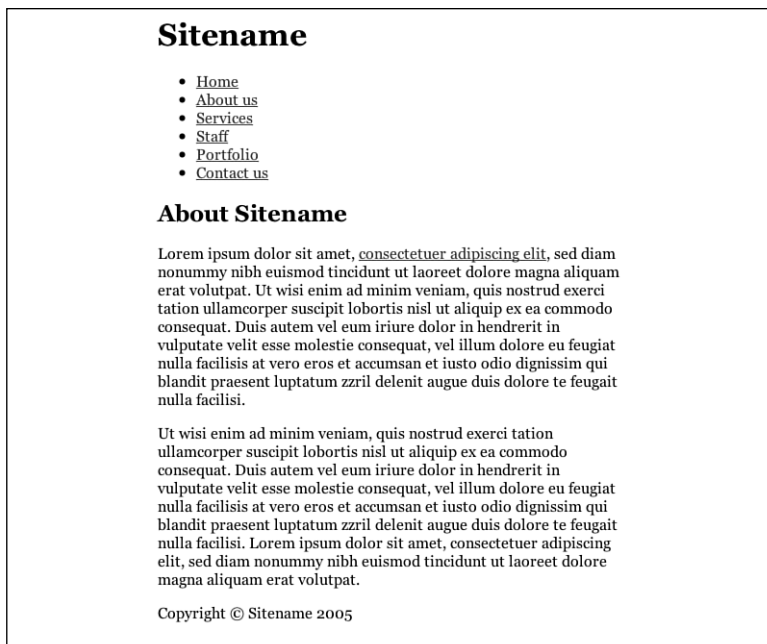 Sitename
• Home
• About us
• Services
• Staff
• Portfolio
• Contact us
About Sitename
Lorem ipsum dolor sit amet, consectetuer adipiscing elit, sed diam
nonummy nibh euismod tincidunt ut laoreet dolore magna aliquam
erat volutpat. Ut wisi enim ad minim veniam, quis nostrud exerci
tation ullamcorper suscipit lobortis nisl ut aliquip ex ea commodo
consequat. Duis autem vel eum iriure dolor in hendrerit in
vulputate velit esse molestie consequat, vel illum dolore eu feugiat
nulla facilisis at vero eros et accumsan et iusto odio dignissim qui
blandit praesent luptatum zzril delenit augue duis dolore te feugait
nulla facilisi.
Ut wisi enim ad minim veniam, quis nostrud exerci tation
ullamcorper suscipit lobortis nisl ut aliquip ex ea commodo
consequat. Duis autem vel eum iriure dolor in hendrerit in
vulputate velit esse molestie consequat, vel illum dolore eu feugiat
nulla facilisis at vero eros et accumsan et iusto odio dignissim qui
blandit praesent luptatum zzril delenit augue duis dolore te feugait
nulla facilisi. Lorem ipsum dolor sit amet, consectetuer adipiscing
elit, sed diam nonummy nibh euismod tincidunt ut laoreet dolore
magna aliquam erat volutpat.
Copyright © Sitename 2005